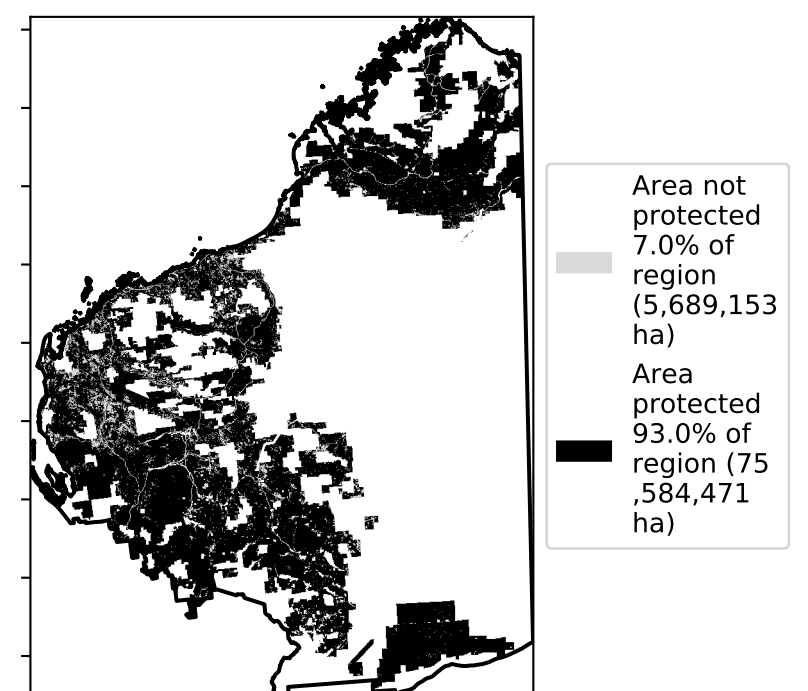 Area not
protected
7.0% of
region
(5,689,153
ha)
Area
protected
93.0% of
region (75
,584,471
ha)